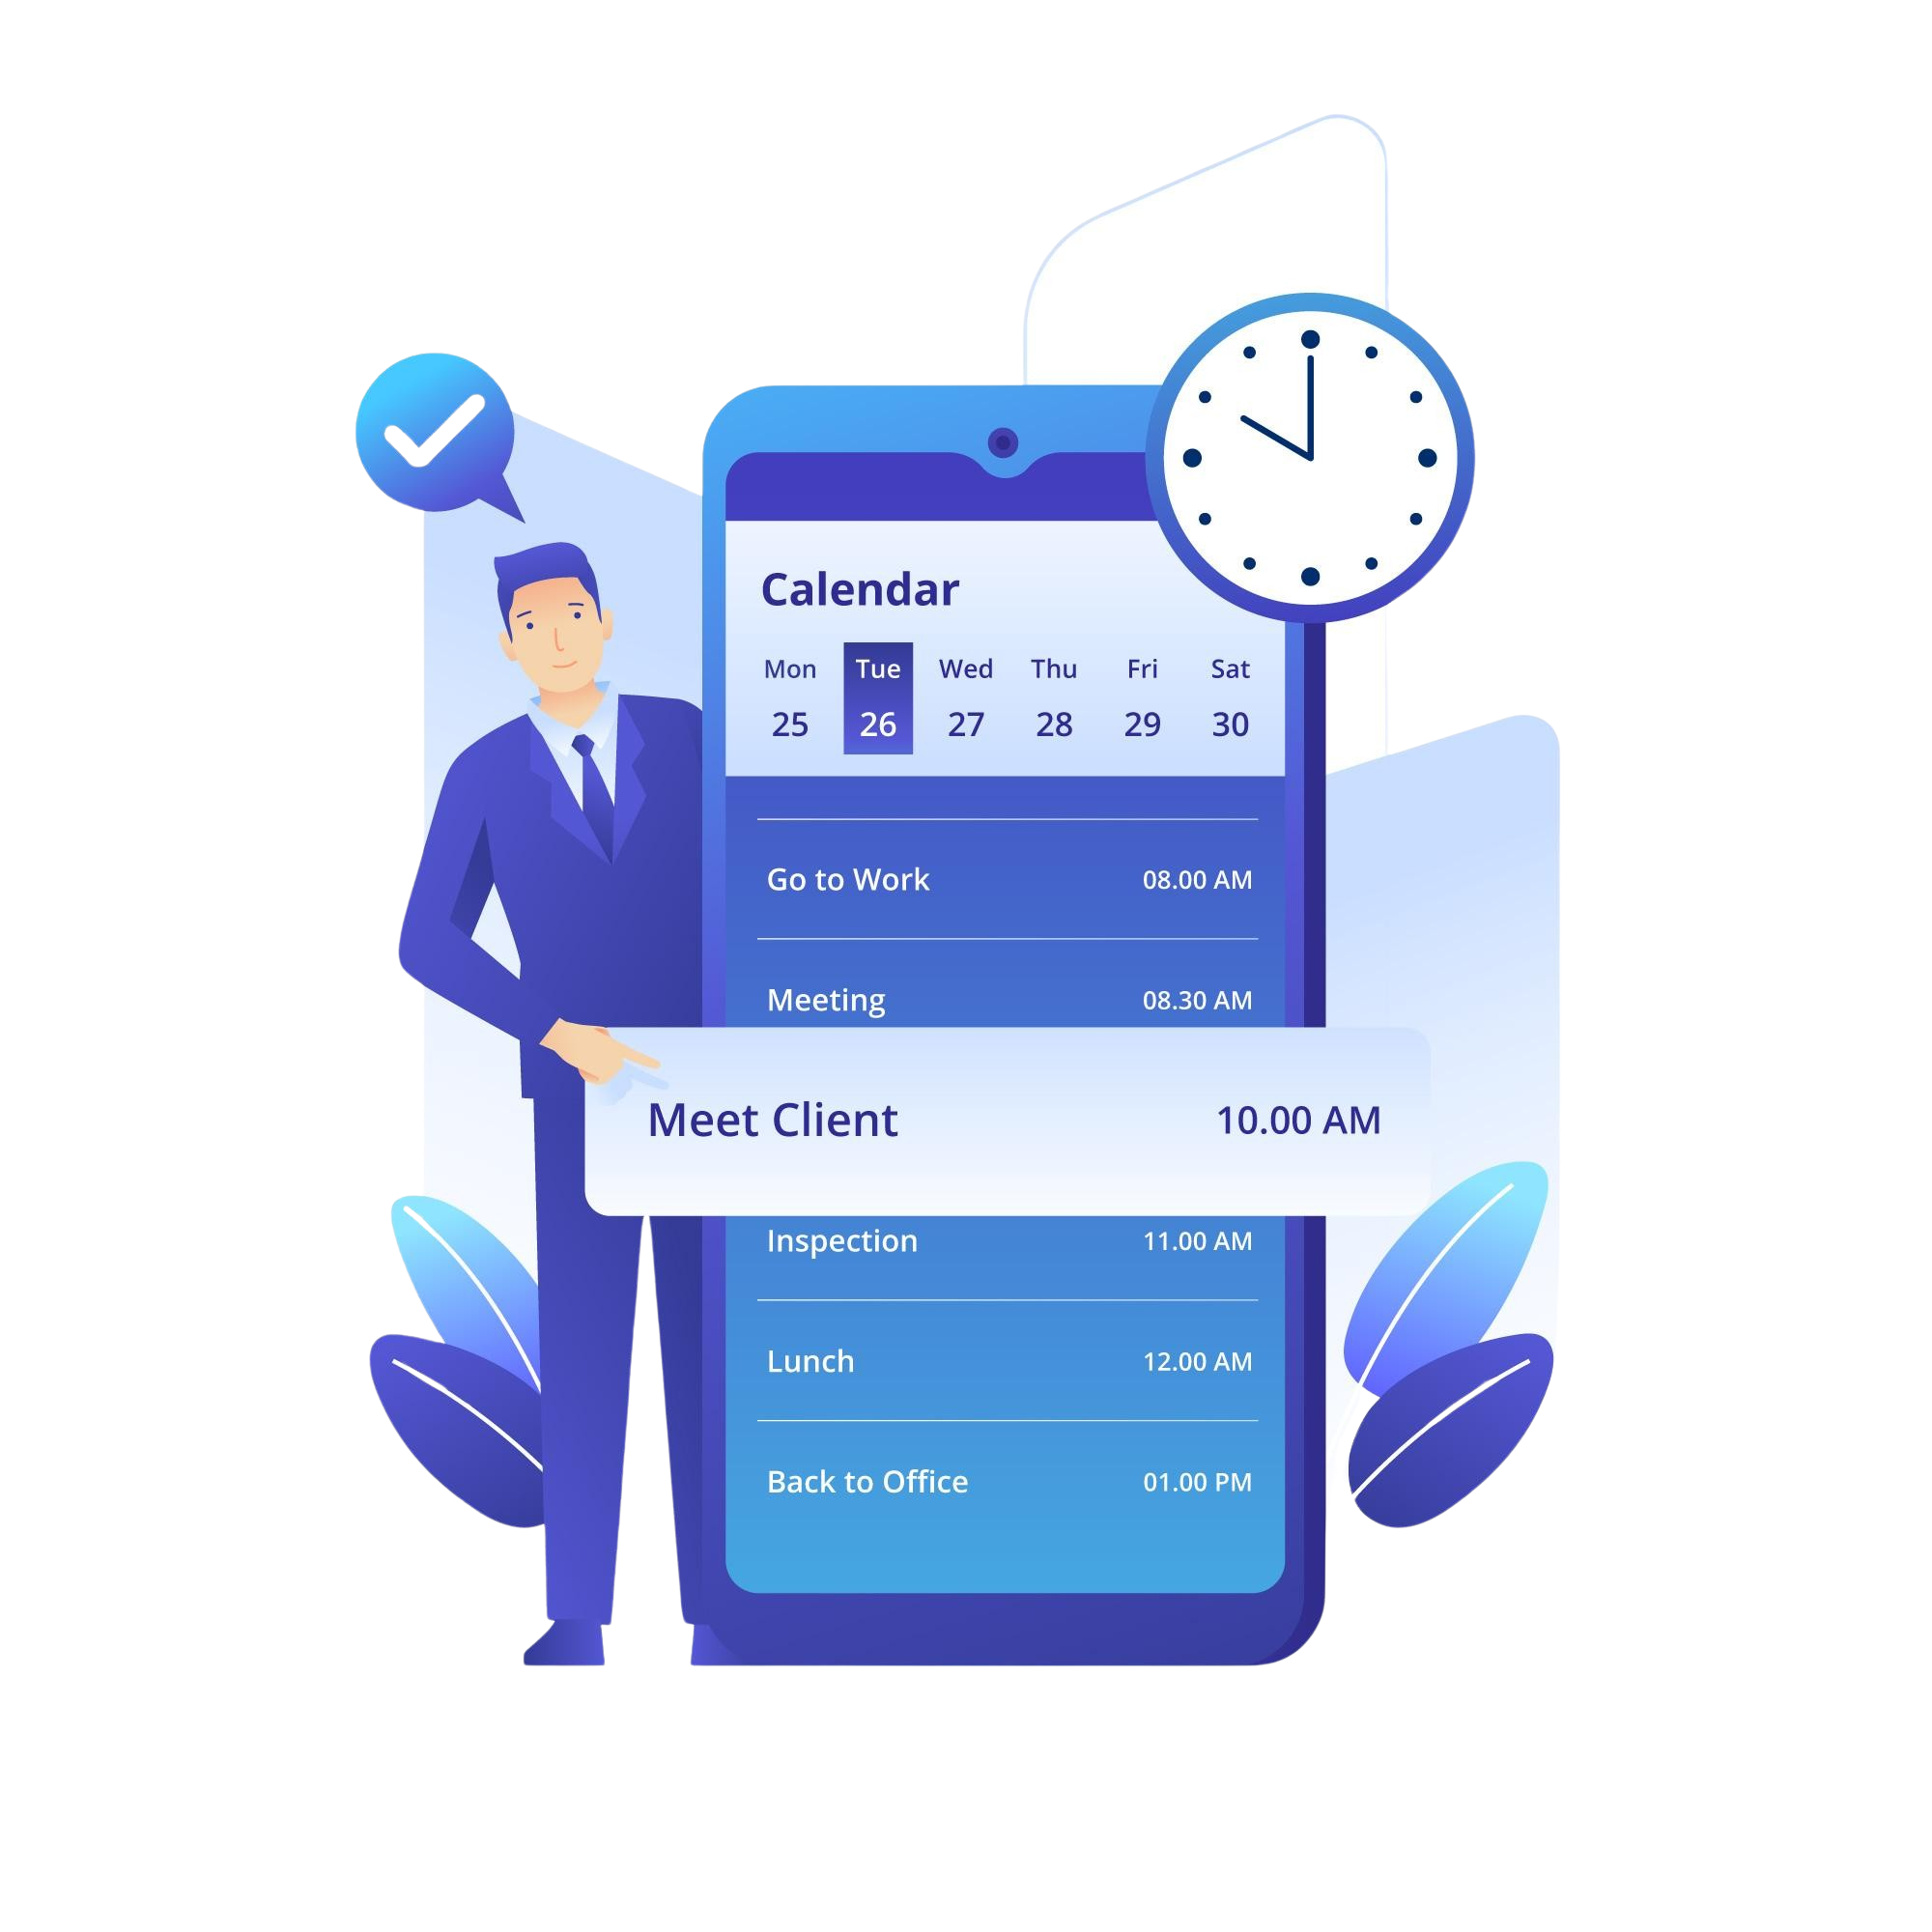 Calendar
Mon Tue Wed Thu Fri Sat
25 26 27 28 29 30
Go to Work 08.00 AM
Meeting 08.30 AM
Meet Client 10.00 AM
Inspection 11.00 AM
Lunch 12.00 AM
Back to Office 01.00 PM